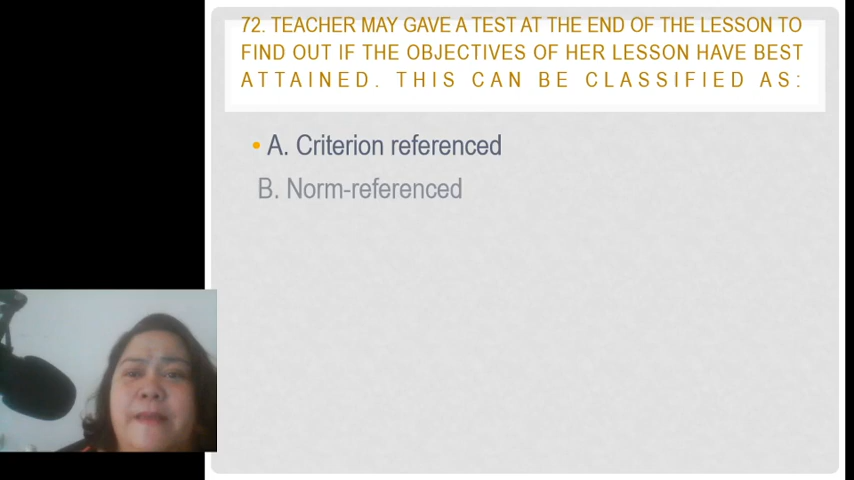 72. TEACHER MAY GAVE A TEST AT THE END OF THE LESSON TO
FIND OUT IF THE OBJECTIVES OF HER LESSON HAVE BEST
ATTAINED. THIS CAN BE CLASSIFIED AS:
• A. Criterion referenced
B. Norm-referenced